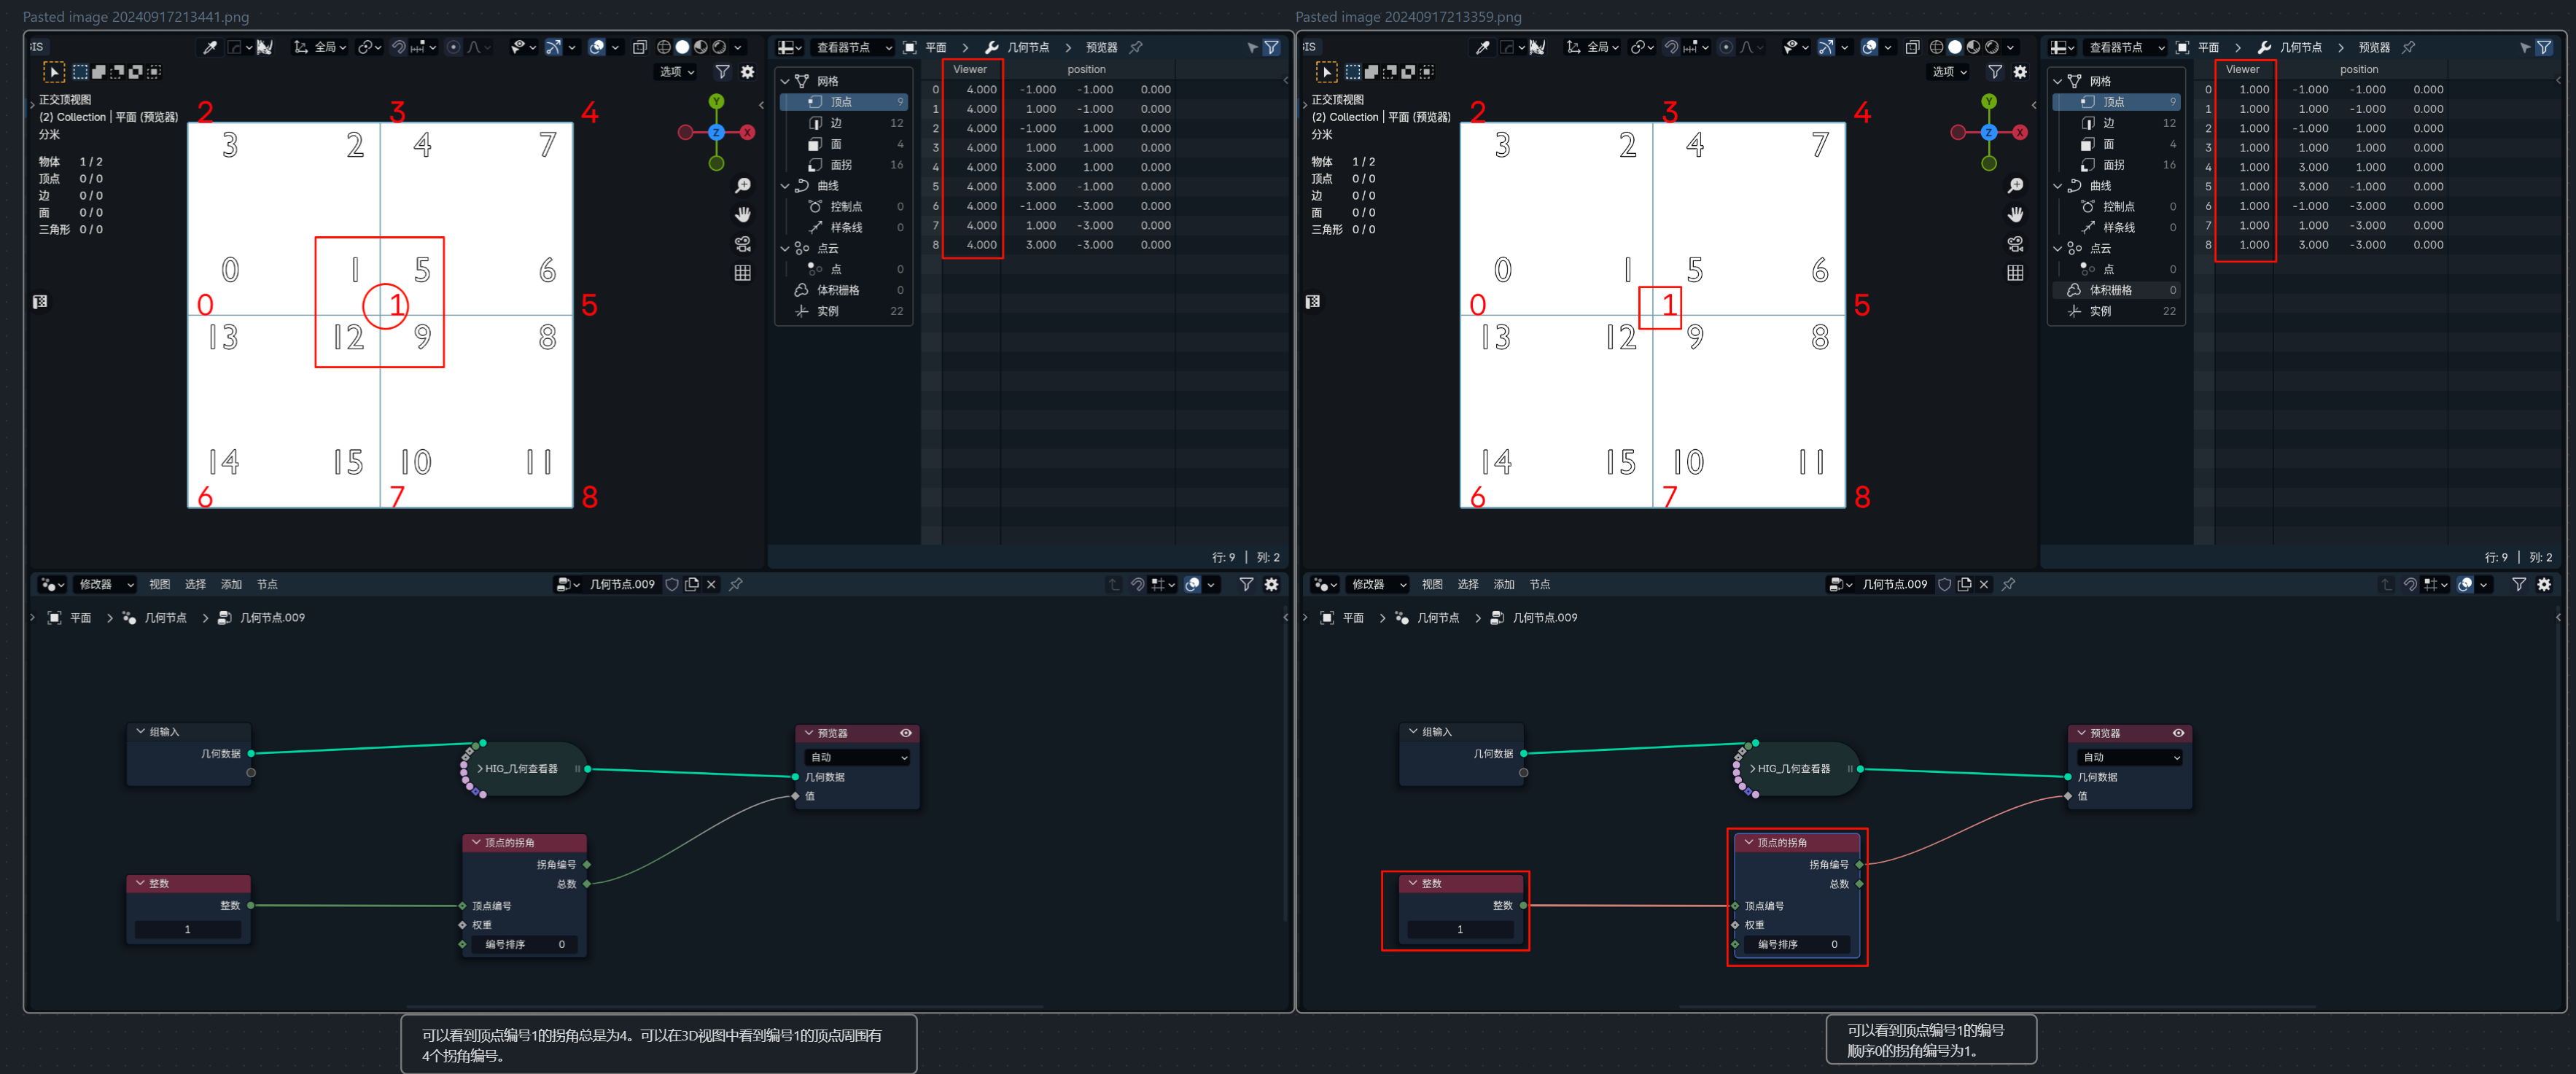 Pasted image 20240917213441.png
GIS
全局
选项
正交顶视图
(2) Collection | 平面 (预览器)
分米
物体 1 / 2
顶点 0 / 0
边 0 / 0
面 0 / 0
三角形 0 / 0
Y
Z
X
2 3 4
3 2 4 7
0 1 5 6
0 1 5
13 12 9 8
14 15 10 11
6 7 8
查看器节点
平面
几何节点
预览器
网格
顶点 9
边 12
面 4
面拐 16
曲线
控制点 0
样条线 0
点云
点 0
体积栅格 0
实例 22
Viewer position
0 4.000 -1.000 -1.000 0.000
1 4.000 1.000 -1.000 0.000
2 4.000 -1.000 1.000 0.000
3 4.000 1.000 1.000 0.000
4 4.000 3.000 1.000 0.000
5 4.000 3.000 -1.000 0.000
6 4.000 -1.000 -3.000 0.000
7 4.000 1.000 -3.000 0.000
8 4.000 3.000 -3.000 0.000
行: 9 | 列: 2
修改器 视图 选择 添加 节点
几何节点.009
平面 > 几何节点 > 几何节点.009
组输入
几何数据
HIG_几何查看器
预览器
自动
几何数据
值
顶点的拐角
拐角编号
总数
顶点编号
权重
编号排序 0
整数
整数
1
可以看到顶点编号1的拐角总是为4。可以在3D视图中看到编号1的顶点周围有
4个拐角编号。
Pasted image 20240917213359.png
IS
全局
选项
正交顶视图
(2) Collection | 平面 (预览器)
分米
物体 1 / 2
顶点 0 / 0
边 0 / 0
面 0 / 0
三角形 0 / 0
Y
Z
X
2 3 4
3 2 4 7
0 1 5 6
0 1 5
13 12 9 8
14 15 10 11
6 7 8
查看器节点
平面
几何节点
预览器
网格
顶点 9
边 12
面 4
面拐 16
曲线
控制点 0
样条线 0
点云
点 0
体积栅格 0
实例 22
Viewer position
0 1.000 -1.000 -1.000 0.000
1 1.000 1.000 -1.000 0.000
2 1.000 -1.000 1.000 0.000
3 1.000 1.000 1.000 0.000
4 1.000 3.000 1.000 0.000
5 1.000 3.000 -1.000 0.000
6 1.000 -1.000 -3.000 0.000
7 1.000 1.000 -3.000 0.000
8 1.000 3.000 -3.000 0.000
行: 9 | 列: 2
修改器 视图 选择 添加 节点
几何节点.009
平面 > 几何节点 > 几何节点.009
组输入
几何数据
HIG_几何查看器
预览器
自动
几何数据
值
顶点的拐角
拐角编号
总数
顶点编号
权重
编号排序 0
整数
整数
1
可以看到顶点编号1的编号
顺序0的拐角编号为1。